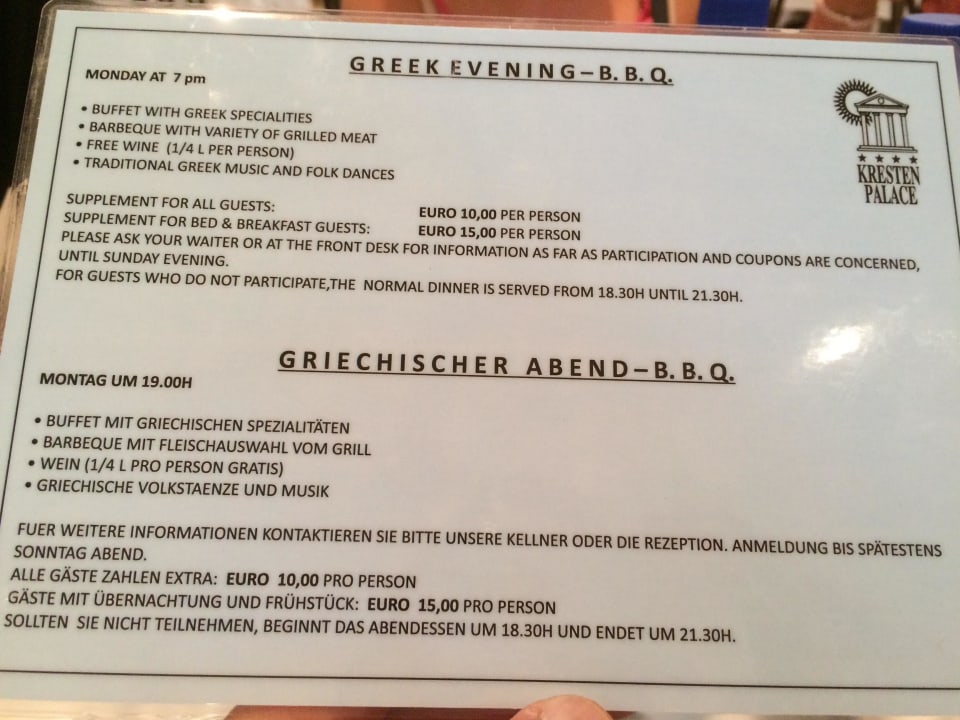 GREEK EVENING – B. B. Q.
MONDAY AT 7 pm
• BUFFET WITH GREEK SPECIALITIES
• BARBEQUE WITH VARIETY OF GRILLED MEAT
• FREE WINE (1/4 L PER PERSON)
• TRADITIONAL GREEK MUSIC AND FOLK DANCES
KRESTEN
PALACE
SUPPLEMENT FOR ALL GUESTS: EURO 10,00 PER PERSON
SUPPLEMENT FOR BED & BREAKFAST GUESTS: EURO 15,00 PER PERSON
PLEASE ASK YOUR WAITER OR AT THE FRONT DESK FOR INFORMATION AS FAR AS PARTICIPATION AND COUPONS ARE CONCERNED,
UNTIL SUNDAY EVENING.
FOR GUESTS WHO DO NOT PARTICIPATE,THE NORMAL DINNER IS SERVED FROM 18.30H UNTIL 21.30H.
GRIECHISCHER ABEND – B. B. Q.
MONTAG UM 19.00H
• BUFFET MIT GRIECHISCHEN SPEZIALITÄTEN
• BARBEQUE MIT FLEISCHAUSWAHL VOM GRILL
• WEIN (1/4 L PRO PERSON GRATIS)
• GRIECHISCHE VOLKSTAENZE UND MUSIK
FUER WEITERE INFORMATIONEN KONTAKTIEREN SIE BITTE UNSERE KELLNER ODER DIE REZEPTION. ANMELDUNG BIS SPÄTESTENS
SONNTAG ABEND.
ALLE GÄSTE ZAHLEN EXTRA: EURO 10,00 PRO PERSON
GÄSTE MIT ÜBERNACHTUNG UND FRÜHSTÜCK: EURO 15,00 PRO PERSON
SOLLTEN SIE NICHT TEILNEHMEN, BEGINNT DAS ABENDESSEN UM 18.30H UND ENDET UM 21.30H.